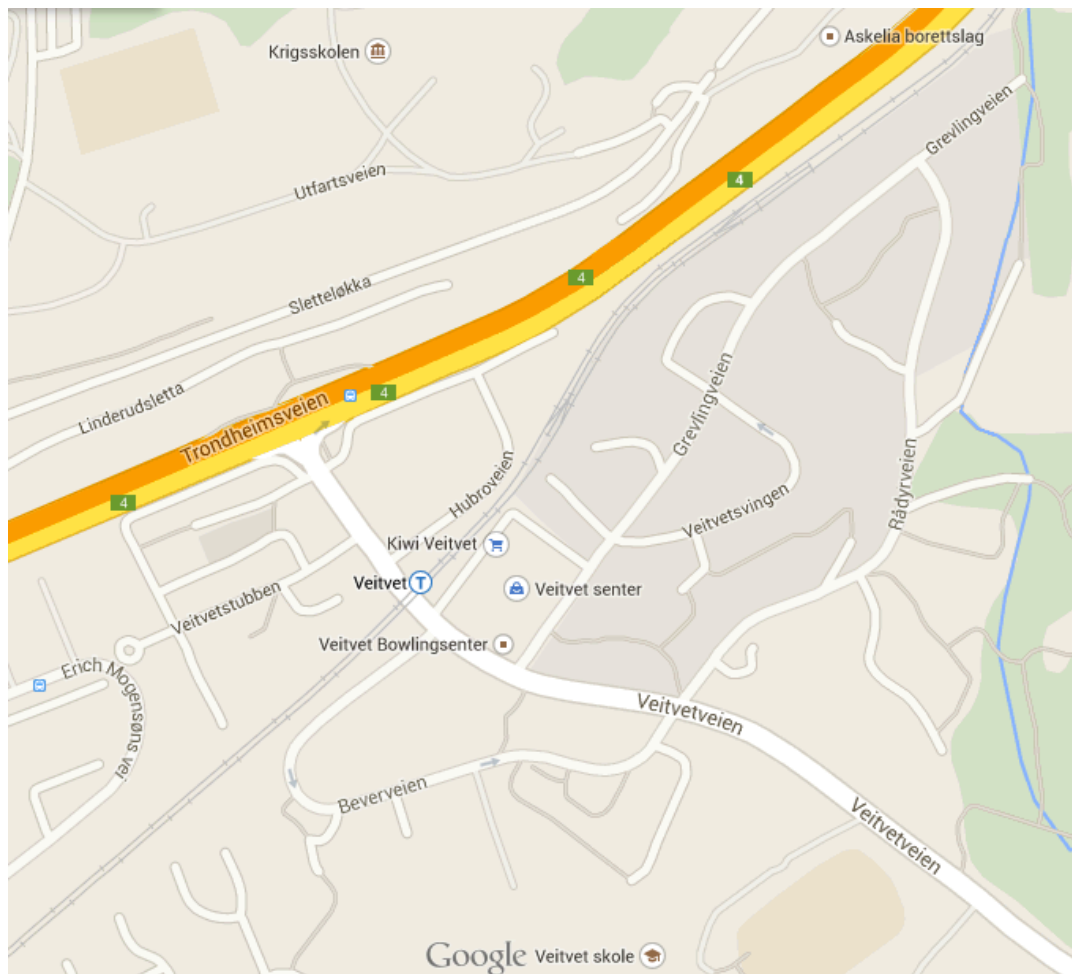 Askelia borettslag
Krigsskolen
Grevlingveien
Utfartsveien
4
4
Sletteløkka
Linderudsletta
4
Trondheimsveien
Grevlingveien
Hubroveien
Rådyrveien
4
Veitvetsvingen
Kiwi Veitvet
Veitvet T
Veitvet senter
Veitvetstubben
Veitvet Bowlingsenter
Erich Mogensøns vei
Veitvetveien
Beverveien
Veitvetveien
Google
Veitvet skole